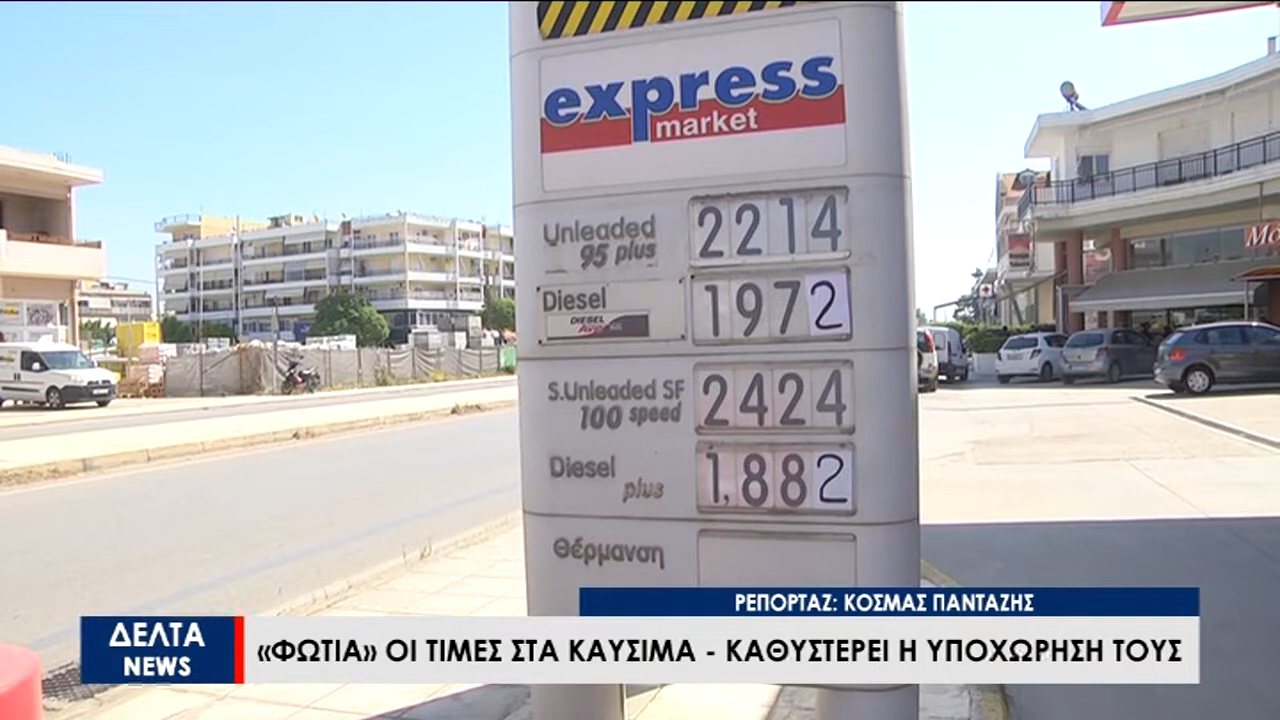 express
market
Unleaded 2214
95 plus
Diesel 1972
DIESEL
S.Unleaded SF 2424
100 speed
Diesel 1,882
plus
Θέρμανση
ΡΕΠΟΡΤΑΖ: ΚΟΣΜΑΣ ΠΑΝΤΑΖΗΣ
ΔΕΛΤΑ
NEWS
«ΦΩΤΙΑ» ΟΙ ΤΙΜΕΣ ΣΤΑ ΚΑΥΣΙΜΑ - ΚΑΘΥΣΤΕΡΕΙ Η ΥΠΟΧΩΡΗΣΗ ΤΟΥΣ